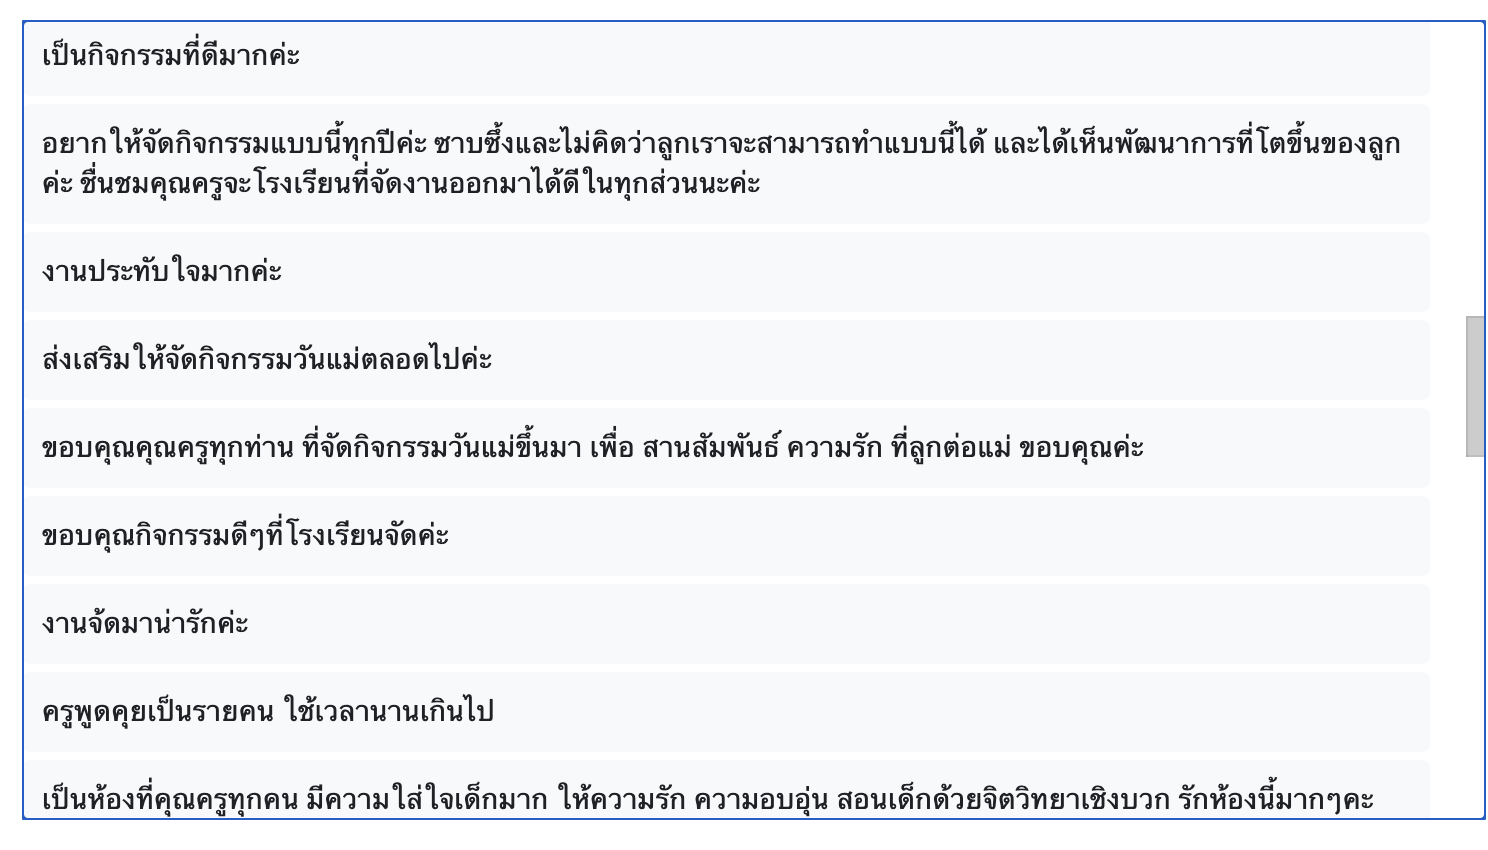 เป็นกิจกรรมที่ดีมากค่ะ
อยากให้จัดกิจกรรมแบบนี้ทุกปีค่ะ ซาบซึ้งและไม่คิดว่าลูกเราจะสามารถทำแบบนี้ได้ และได้เห็นพัฒนาการที่โตขึ้นของลูก
ค่ะ ชื่นชมคุณครูจะโรงเรียนที่จัดงานออกมาได้ดีในทุกส่วนนะค่ะ
งานประทับใจมากค่ะ
ส่งเสริมให้จัดกิจกรรมวันแม่ตลอดไปค่ะ
ขอบคุณคุณครูทุกท่าน ที่จัดกิจกรรมวันแม่ขึ้นมา เพื่อ สานสัมพันธ์ ความรัก ที่ลูกต่อแม่ ขอบคุณค่ะ
ขอบคุณกิจกรรมดีๆที่โรงเรียนจัดค่ะ
งานจ้ดมาน่ารักค่ะ
ครูพูดคุยเป็นรายคน ใช้เวลานานเกินไป
เป็นห้องที่คุณครูทุกคน มีความใส่ใจเด็กมาก ให้ความรัก ความอบอุ่น สอนเด็กด้วยจิตวิทยาเชิงบวก รักห้องนี้มากๆคะ